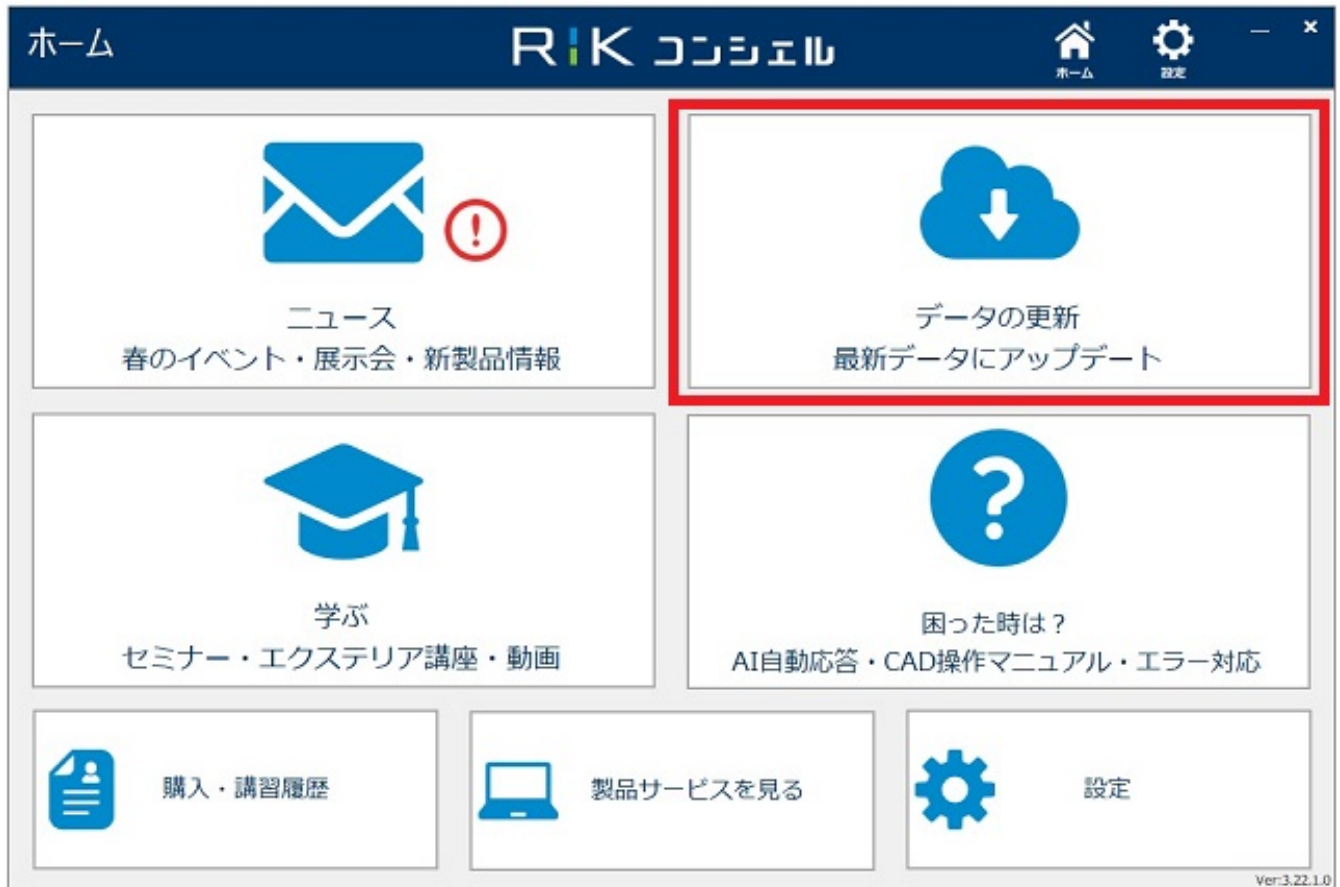 ホーム
RIK コンシェル
ホーム
設定
ニュース
春のイベント・展示会・新製品情報
データの更新
最新データにアップデート
学ぶ
セミナー・エクステリア講座・動画
困った時は？
AI自動応答・CAD操作マニュアル・エラー対応
購入・講習履歴
製品サービスを見る
設定
Ver:3.22.1.0